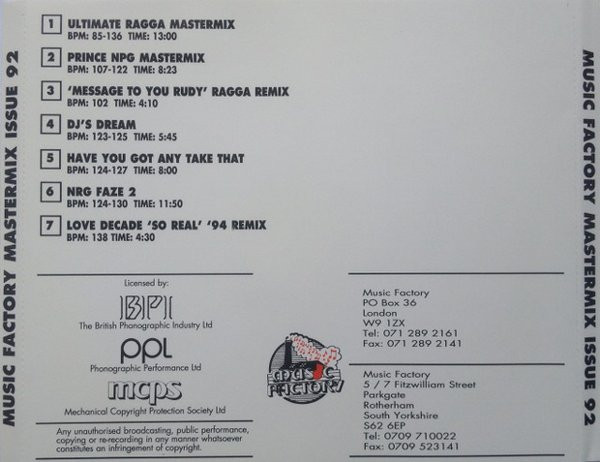 MUSIC FACTORY MASTERMIX ISSUE 92
1 ULTIMATE RAGGA MASTERMIX
BPM: 85-136 TIME: 13:00
2 PRINCE NPG MASTERMIX
BPM: 107-122 TIME: 8:23
3 'MESSAGE TO YOU RUDY' RAGGA REMIX
BPM: 102 TIME: 4:10
4 DJ'S DREAM
BPM: 123-125 TIME: 5:45
5 HAVE YOU GOT ANY TAKE THAT
BPM: 124-127 TIME: 8:00
6 NRG FAZE 2
BPM: 124-130 TIME: 11:50
7 LOVE DECADE 'SO REAL' '94 REMIX
BPM: 138 TIME: 4:30
Licensed by:
BPI
The British Phonographic Industry Ltd
PPL
Phonographic Performance Ltd
mcps
Mechanical Copyright Protection Society Ltd
Any unauthorised broadcasting, public performance,
copying or re-recording in any manner whatsoever
constitutes an infringement of copyright.
MUSIC
FACTORY
Music Factory
PO Box 36
London
W9 1ZX
Tel: 071 289 2161
Fax: 071 289 2141
Music Factory
5 / 7 Fitzwilliam Street
Parkgate
Rotherham
South Yorkshire
S62 6EP
Tel: 0709 710022
Fax: 0709 523141
MUSIC FACTORY MASTERMIX ISSUE 92